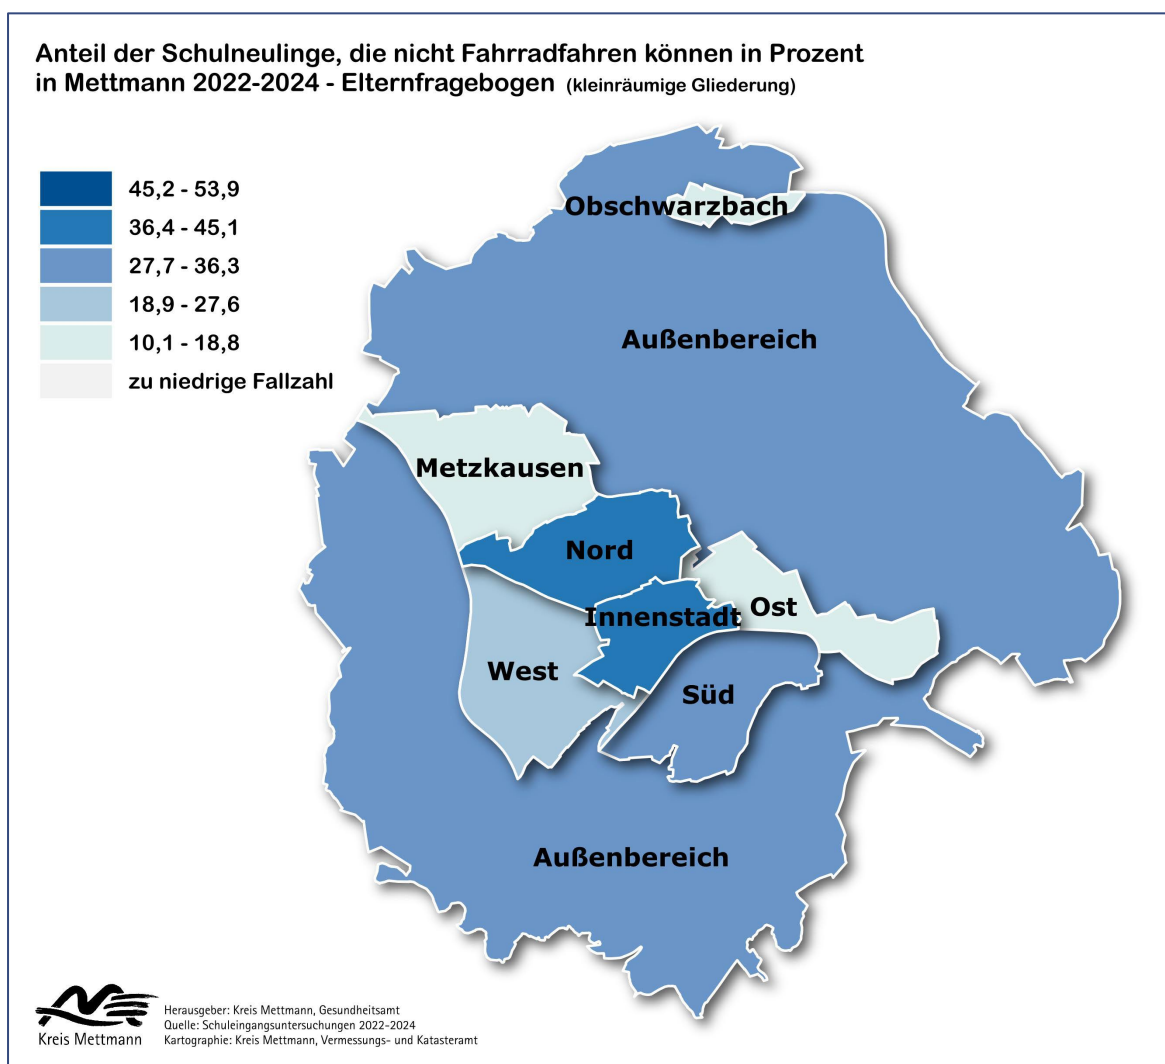 Anteil der Schulneulinge, die nicht Fahrradfahren können in Prozent
in Mettmann 2022-2024 - Elternfragebogen (kleinräumige Gliederung)
45,2 - 53,9
36,4 - 45,1
27,7 - 36,3
18,9 - 27,6
10,1 - 18,8
zu niedrige Fallzahl
Obschwarzbach
Außenbereich
Metzkausen
Nord
Innenstadt
Ost
West
Süd
Außenbereich
Kreis Mettmann
Herausgeber: Kreis Mettmann, Gesundheitsamt
Quelle: Schuleingangsuntersuchungen 2022-2024
Kartographie: Kreis Mettmann, Vermessungs- und Katasteramt